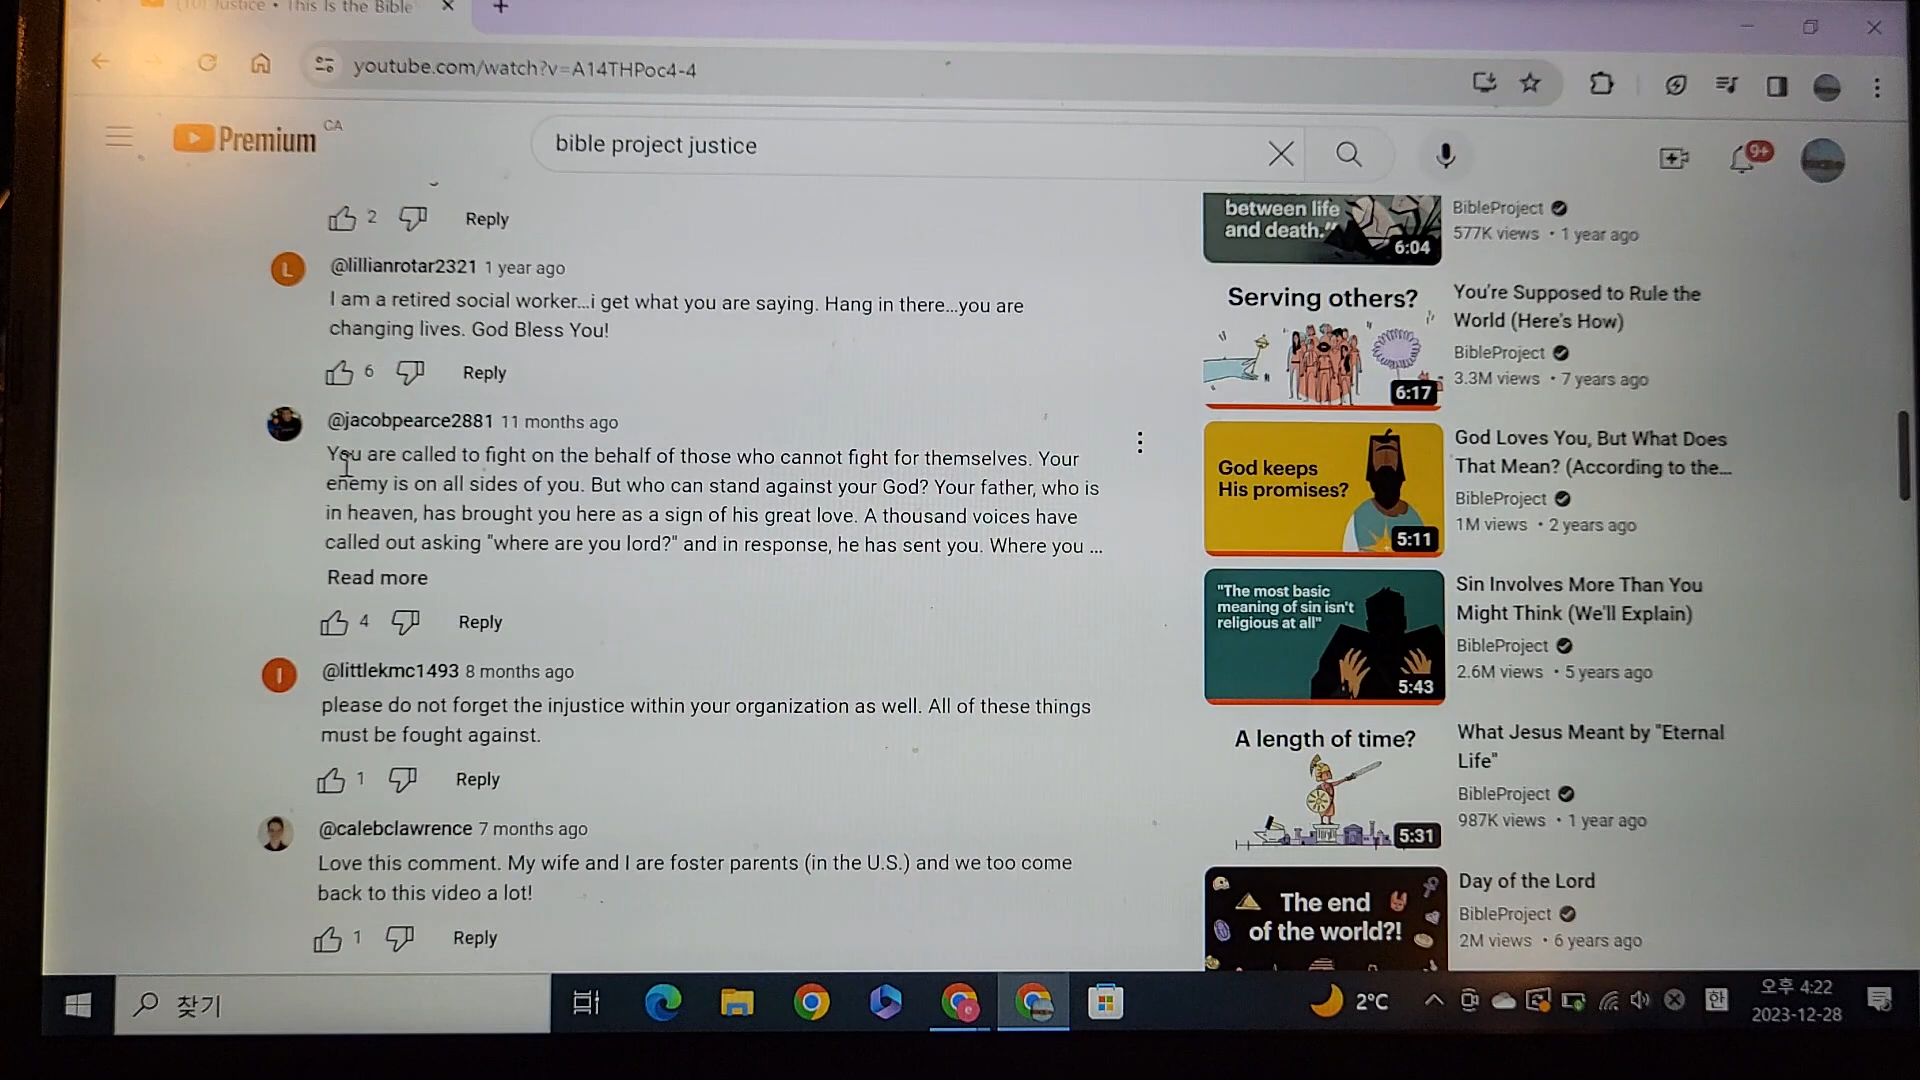 (10) Justice • This Is the Bible
youtube.com/watch?v=A14THPoc4-4
Premium CA
bible project justice
9+
2 Reply
@lillianrotar2321 1 year ago
I am a retired social worker...i get what you are saying. Hang in there...you are
changing lives. God Bless You!
6 Reply
@jacobpearce2881 11 months ago
You are called to fight on the behalf of those who cannot fight for themselves. Your
enemy is on all sides of you. But who can stand against your God? Your father, who is
in heaven, has brought you here as a sign of his great love. A thousand voices have
called out asking "where are you lord?" and in response, he has sent you. Where you ...
Read more
4 Reply
@littlekmc1493 8 months ago
please do not forget the injustice within your organization as well. All of these things
must be fought against.
1 Reply
@calebclawrence 7 months ago
Love this comment. My wife and I are foster parents (in the U.S.) and we too come
back to this video a lot!
1 Reply
between life
and death."
6:04
BibleProject
577K views • 1 year ago
Serving others?
6:17
You're Supposed to Rule the
World (Here's How)
BibleProject
3.3M views • 7 years ago
God keeps
His promises?
5:11
God Loves You, But What Does
That Mean? (According to the...
BibleProject
1M views • 2 years ago
"The most basic
meaning of sin isn't
religious at all"
5:43
Sin Involves More Than You
Might Think (We'll Explain)
BibleProject
2.6M views • 5 years ago
A length of time?
5:31
What Jesus Meant by "Eternal
Life"
BibleProject
987K views • 1 year ago
The end
of the world?!
Day of the Lord
BibleProject
2M views • 6 years ago
찾기
2°C
한
오후 4:22
2023-12-28